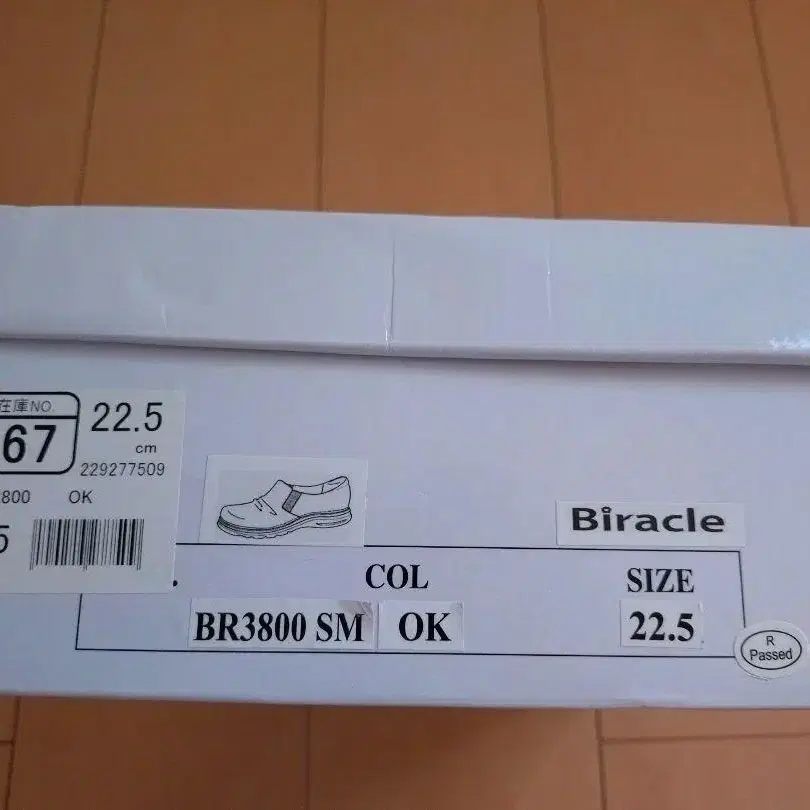 在庫NO.
67
22.5
cm
229277509
800 OK
5
Biracle
COL SIZE
BR3800 SM OK 22.5
R
Passed